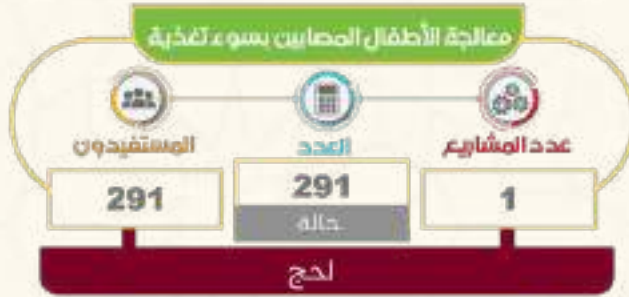 معالجة الأطفال المصابين بسوء تغذية
عدد المشاريع
العدد
المستفيدون
1
291
حالة
291
لحج